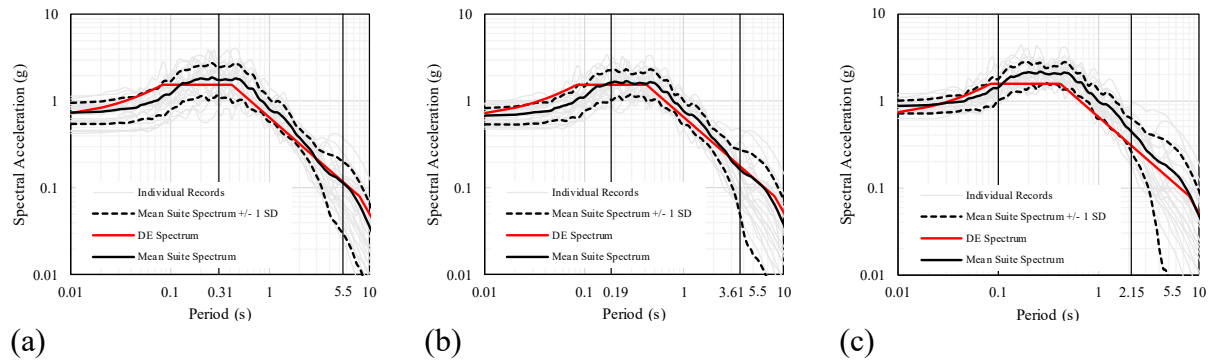 10
1
0.1
0.01
Spectral Acceleration (g)
Individual Records
Mean Suite Spectrum +/- 1 SD
DE Spectrum
Mean Suite Spectrum
0.01 0.1 0.31 1 5.5 10
Period (s)
(a)
10
1
0.1
0.01
Spectral Acceleration (g)
Individual Records
Mean Suite Spectrum +/- 1 SD
DE Spectrum
Mean Suite Spectrum
0.01 0.1 0.19 1 3.61 5.5 10
Period (s)
(b)
10
1
0.1
0.01
Spectral Acceleration (g)
Individual Records
Mean Suite Spectrum +/- 1 SD
DE Spectrum
Mean Suite Spectrum
0.01 0.1 1 2.15 5.5 10
Period (s)
(c)